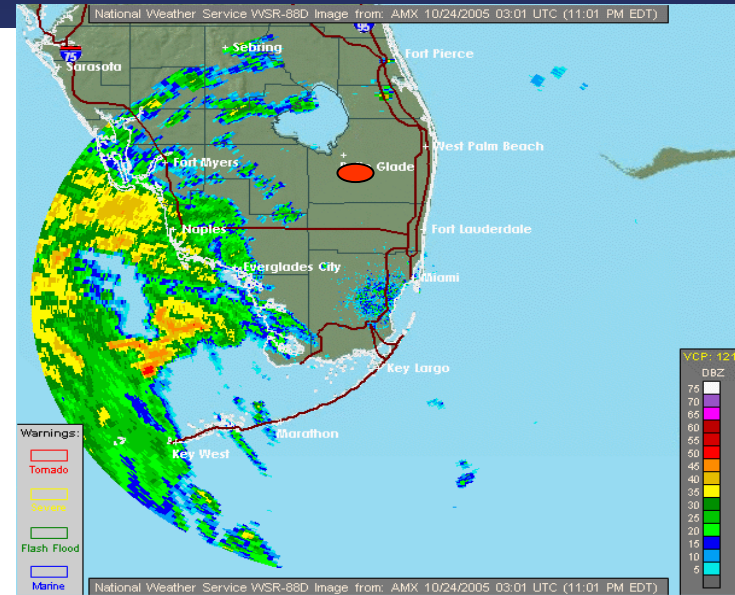 National Weather Service WSR-88D Image from: AMX 10/24/2005 03:01 UTC (11:01 PM EDT)
95
75
Sebring
Fort Pierce
Sarasota
West Palm Beach
Fort Myers
Glade
Naples
Fort Lauderdale
Everglades City
Miami
Key Largo
Marathon
Key West
VCP: 121
DBZ
75
70
65
60
55
50
45
40
35
30
25
20
15
10
5
Warnings:
Tornado
Severe
Flash Flood
Marine
National Weather Service WSR-88D Image from: AMX 10/24/2005 03:01 UTC (11:01 PM EDT)